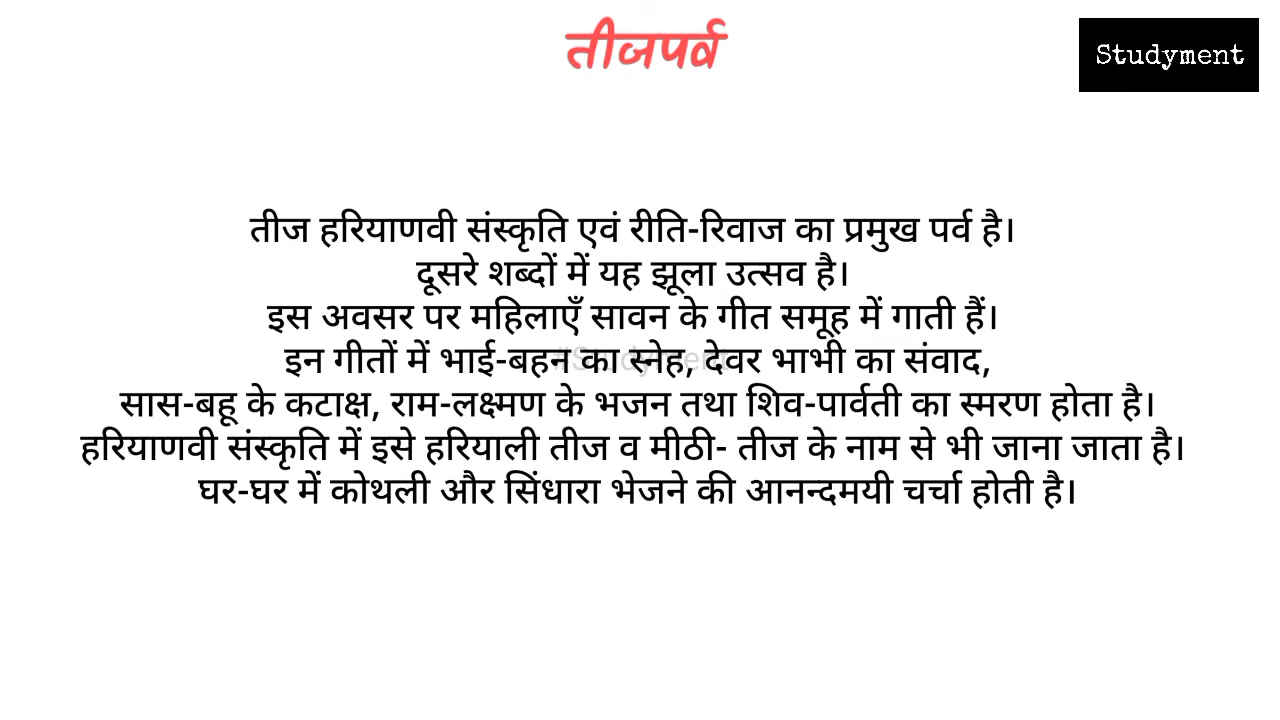 तीजपर्व
Studyment
तीज हरियाणवी संस्कृति एवं रीति-रिवाज का प्रमुख पर्व है।
दूसरे शब्दों में यह झूला उत्सव है।
इस अवसर पर महिलाएँ सावन के गीत समूह में गाती हैं।
इन गीतों में भाई-बहन का स्नेह, देवर भाभी का संवाद,
#Studyment
सास-बहू के कटाक्ष, राम-लक्ष्मण के भजन तथा शिव-पार्वती का स्मरण होता है।
हरियाणवी संस्कृति में इसे हरियाली तीज व मीठी- तीज के नाम से भी जाना जाता है।
घर-घर में कोथली और सिंधारा भेजने की आनन्दमयी चर्चा होती है।